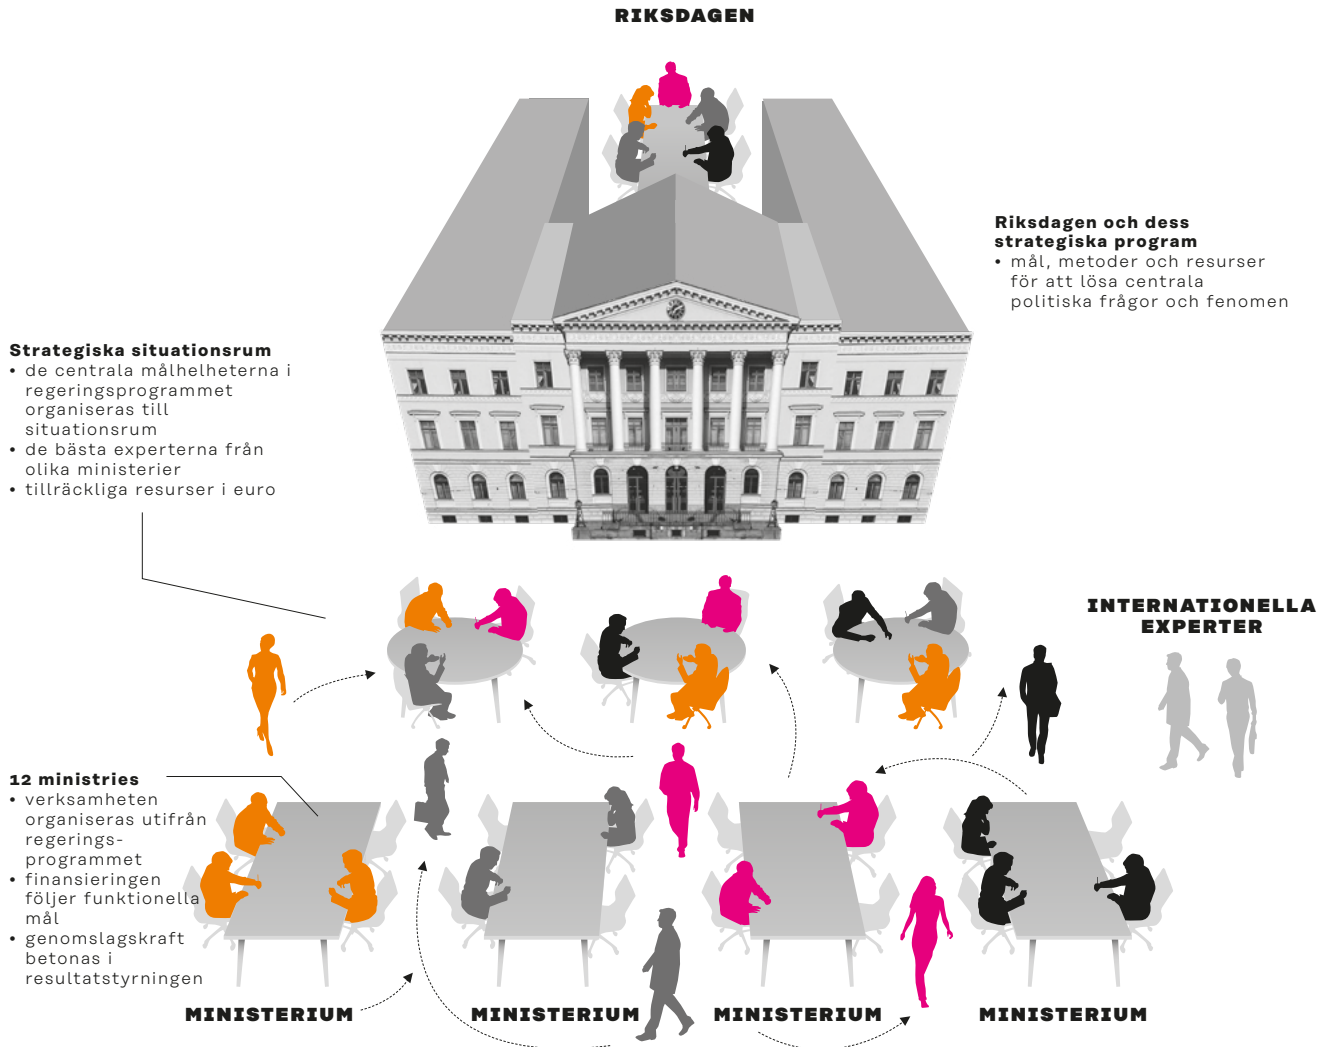 RIKSDAGEN
Riksdagen och dess
strategiska program
• mål, metoder och resurser
för att lösa centrala
politiska frågor och fenomen
Strategiska situationsrum
• de centrala målhelheterna i
regeringsprogrammet
organiseras till
situationsrum
• de bästa experterna från
olika ministerier
• tillräckliga resurser i euro
INTERNATIONELLA
EXPERTER
12 ministries
• verksamheten
organiseras utifrån
regerings-
programmet
• finansieringen
följer funktionella
mål
• genomslagskraft
betonas i
resultatstyrningen
MINISTERIUM
MINISTERIUM
MINISTERIUM
MINISTERIUM